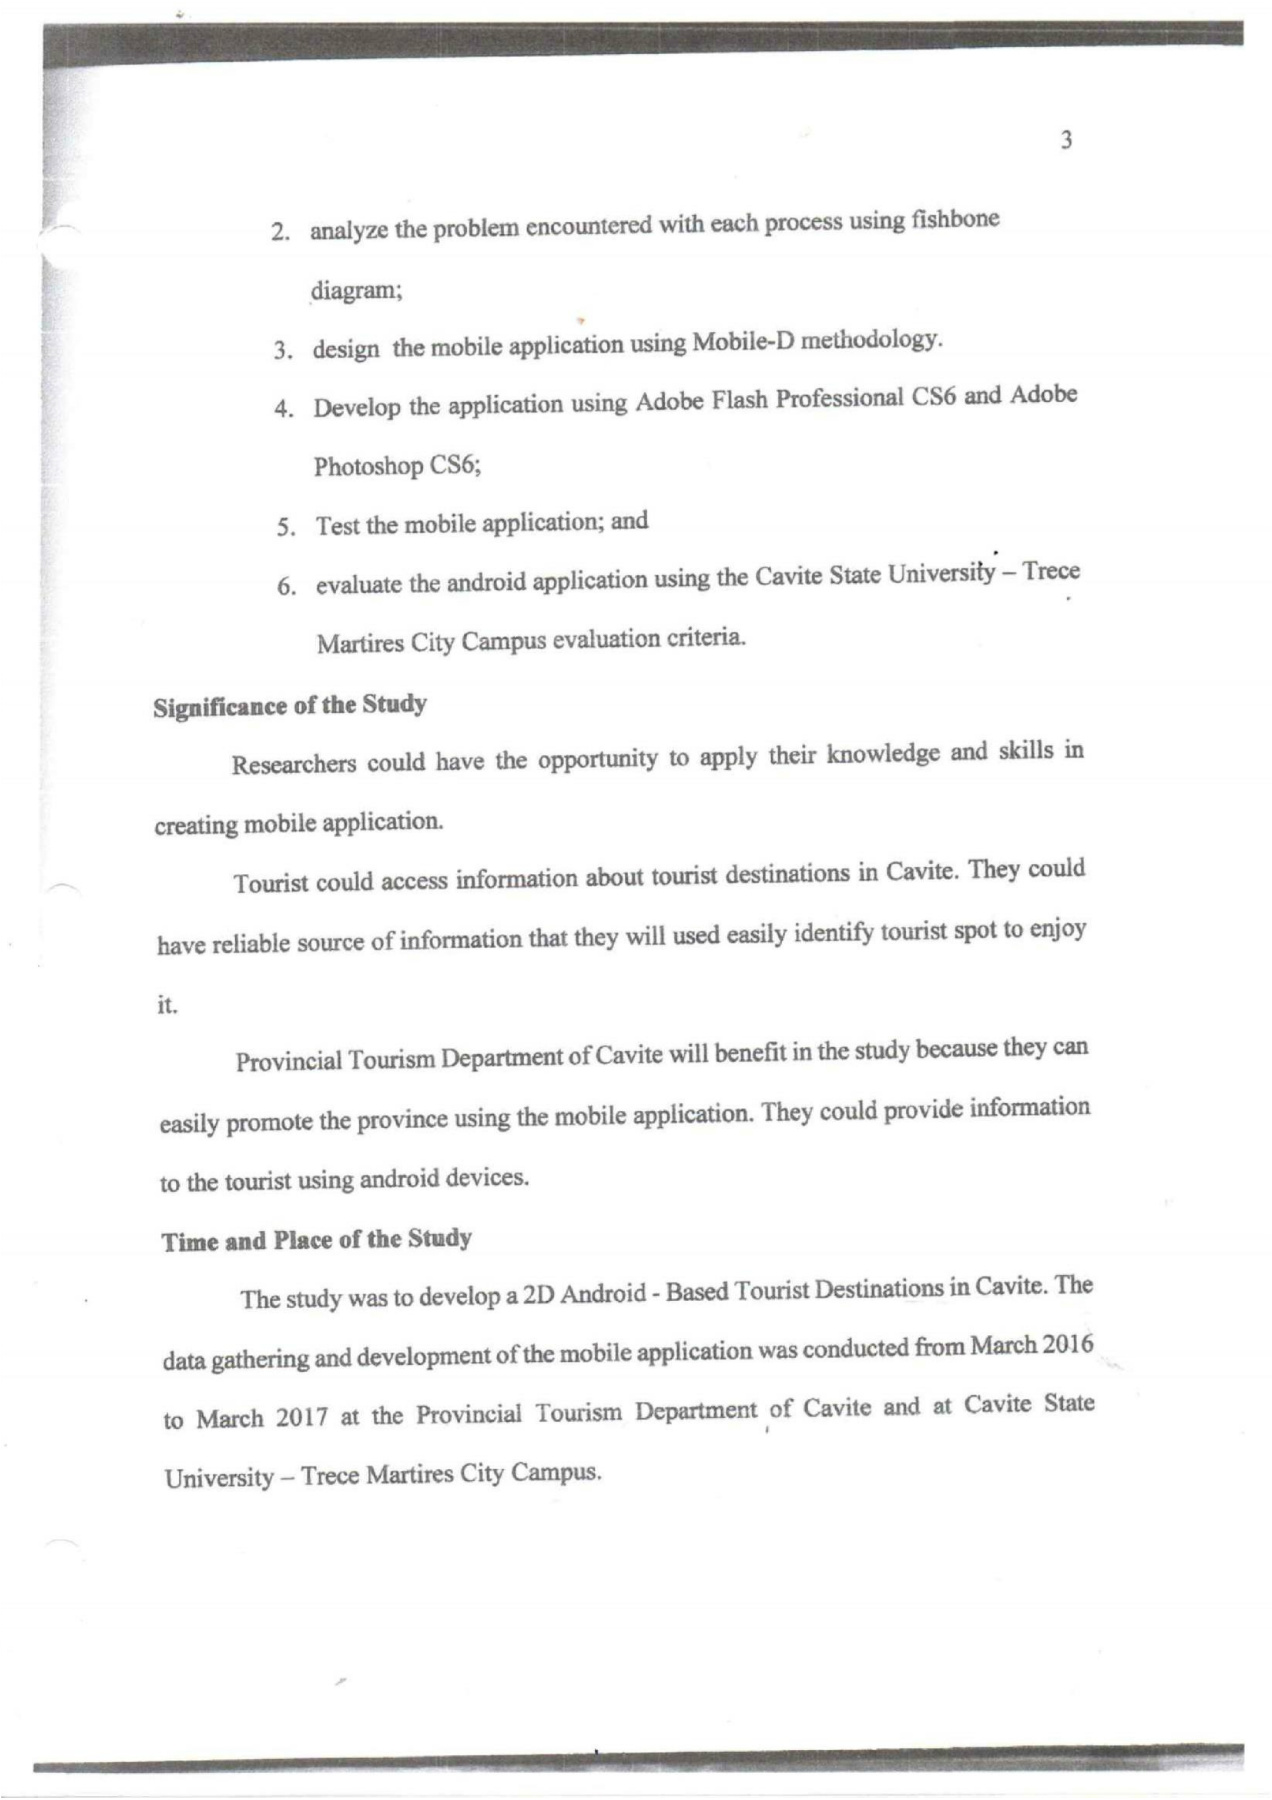 3
2. analyze the problem encountered with each process using fishbone
diagram;
3. design the mobile application using Mobile-D methodology.
4. Develop the application using Adobe Flash Professional CS6 and Adobe
Photoshop CS6;
5. Test the mobile application; and
6. evaluate the android application using the Cavite State University – Trece
Martires City Campus evaluation criteria.
Significance of the Study
Researchers could have the opportunity to apply their knowledge and skills in
creating mobile application.
Tourist could access information about tourist destinations in Cavite. They could
have reliable source of information that they will used easily identify tourist spot to enjoy
it.
Provincial Tourism Department of Cavite will benefit in the study because they can
easily promote the province using the mobile application. They could provide information
to the tourist using android devices.
Time and Place of the Study
The study was to develop a 2D Android - Based Tourist Destinations in Cavite. The
data gathering and development of the mobile application was conducted from March 2016
to March 2017 at the Provincial Tourism Department of Cavite and at Cavite State
University – Trece Martires City Campus.